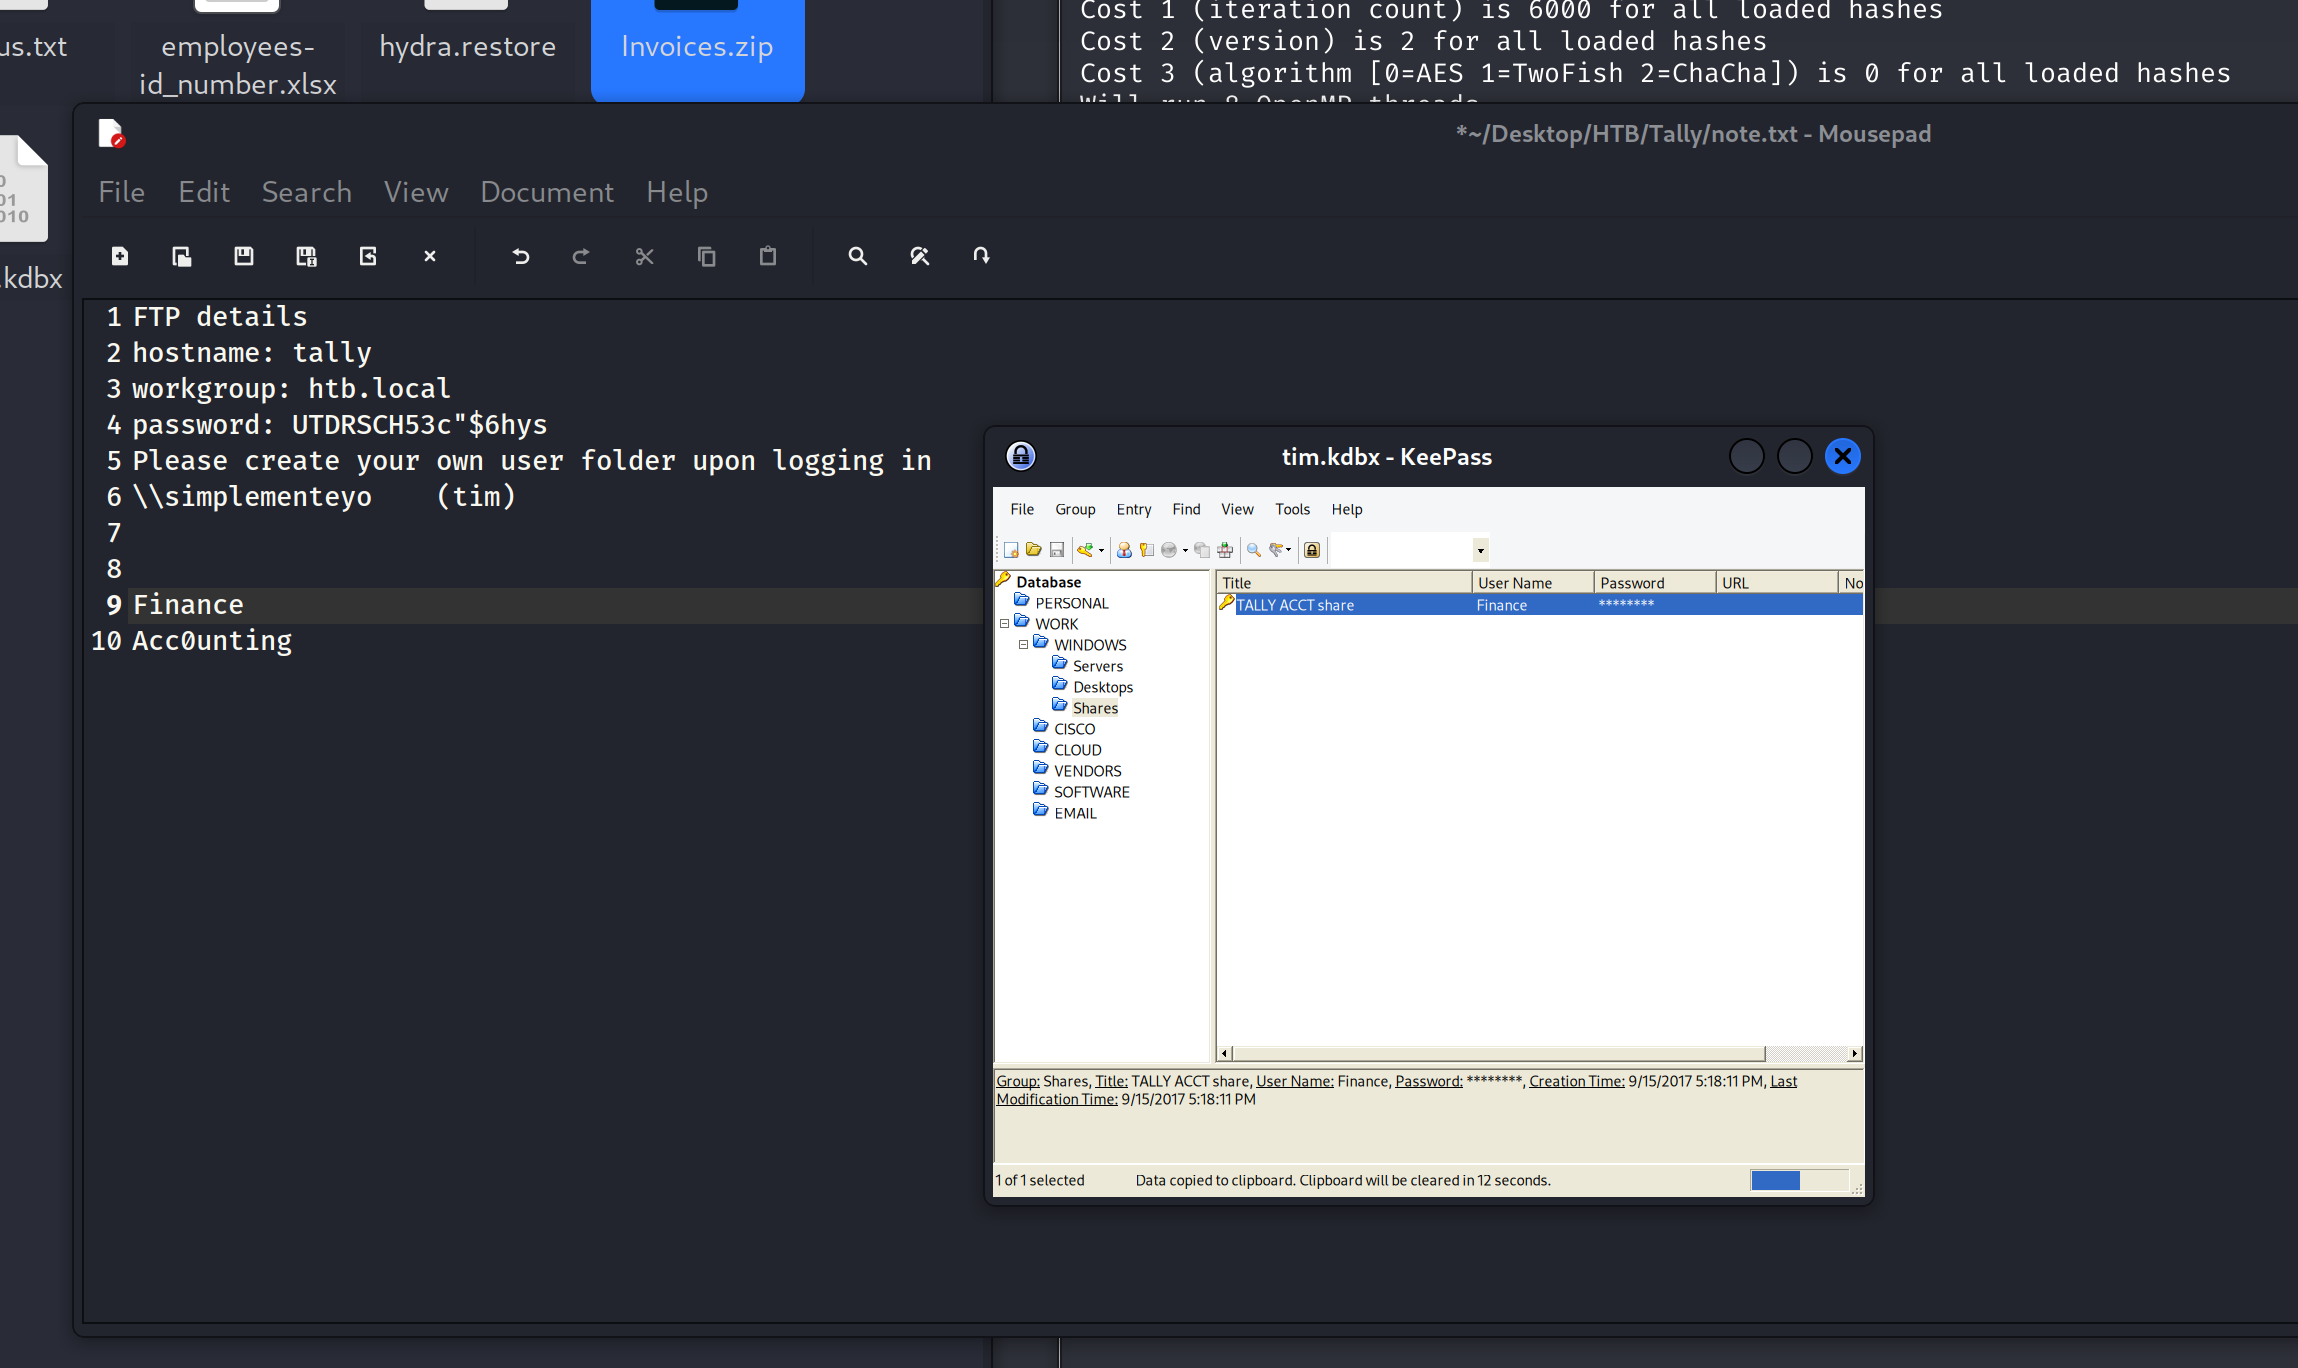 us.txt
employees-
id_number.xlsx
hydra.restore
Invoices.zip
.kdbx
Cost 1 (iteration count) is 6000 for all loaded hashes
Cost 2 (version) is 2 for all loaded hashes
Cost 3 (algorithm [0=AES 1=TwoFish 2=ChaCha]) is 0 for all loaded hashes
Will run 8 OpenMP threads
*~/Desktop/HTB/Tally/note.txt - Mousepad
File Edit Search View Document Help
1 FTP details
2 hostname: tally
3 workgroup: htb.local
4 password: UTDRSCH53c"$6hys
5 Please create your own user folder upon logging in
6 \\simplementeyo    (tim)
7
8
9 Finance
10 Acc0unting
tim.kdbx - KeePass
File Group Entry Find View Tools Help
Database
PERSONAL
WORK
WINDOWS
Servers
Desktops
Shares
CISCO
CLOUD
VENDORS
SOFTWARE
EMAIL
Title User Name Password URL No
TALLY ACCT share Finance ********
Group: Shares, Title: TALLY ACCT share, User Name: Finance, Password: ********, Creation Time: 9/15/2017 5:18:11 PM, Last
Modification Time: 9/15/2017 5:18:11 PM
1 of 1 selected Data copied to clipboard. Clipboard will be cleared in 12 seconds.